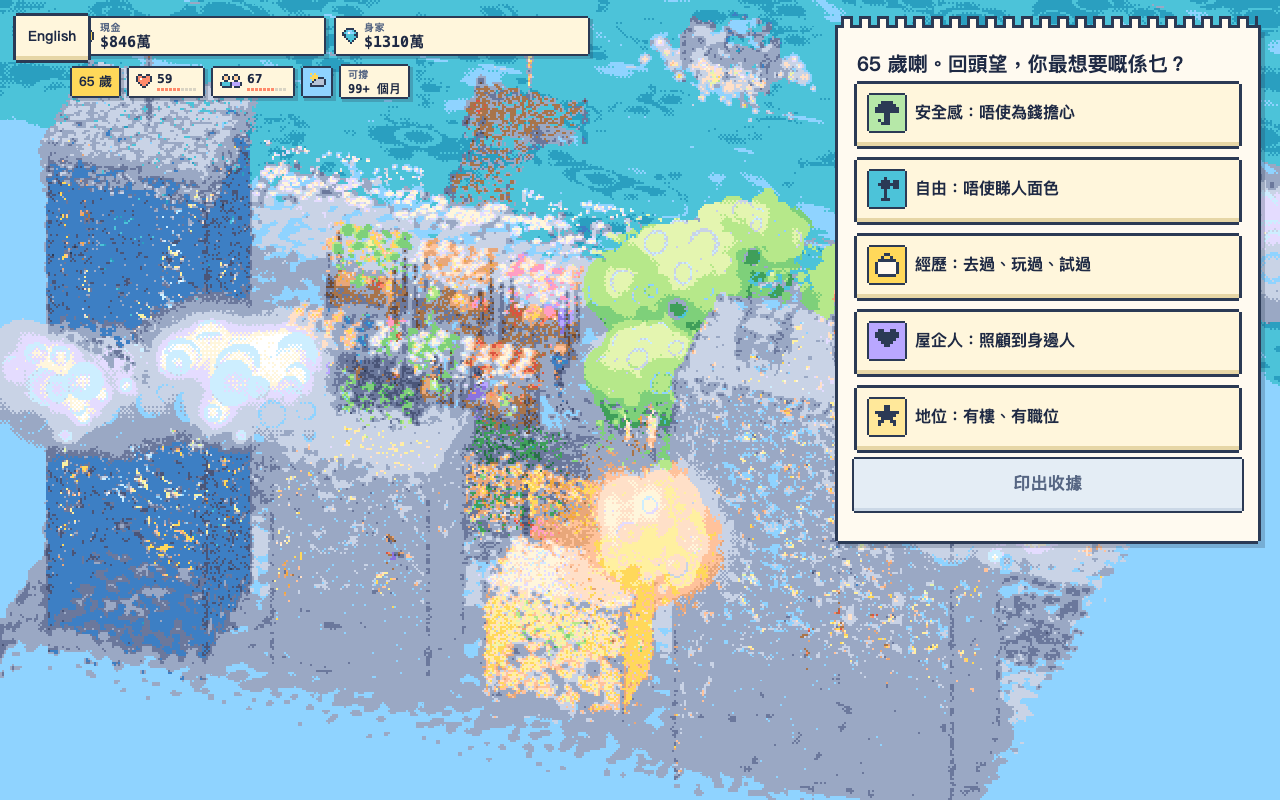 English
現金
$846萬
身家
$1310萬
65 歲
59
67
可撐
99+ 個月
65 歲喇。回頭望，你最想要嘅係乜？
安全感：唔使為錢擔心
自由：唔使睇人面色
經歷：去過、玩過、試過
屋企人：照顧到身邊人
地位：有樓、有職位
印出收據